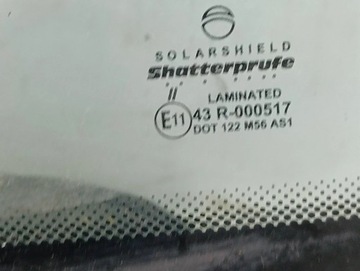 SOLARSHIELD
Shatterprufe
LAMINATED
E11 43 R-000517
DOT 122 M56 AS1